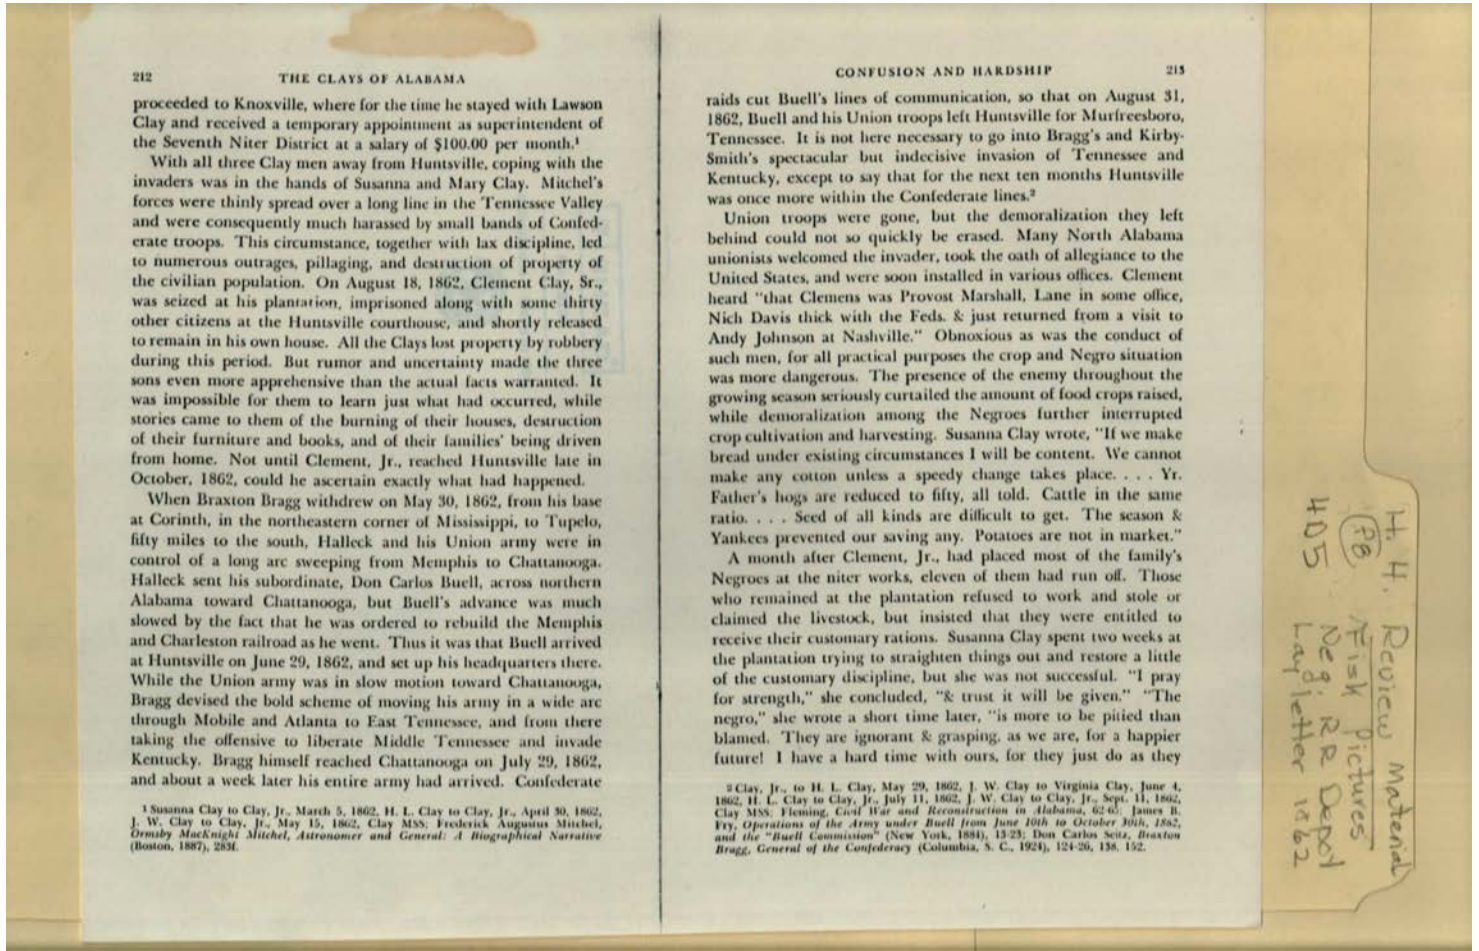 212 THE CLAYS OF ALABAMA
proceeded to Knoxville, where for the time he stayed with Lawson
Clay and received a temporary appointment as superintendent of
the Seventh Niter District at a salary of $100.00 per month.¹
With all three Clay men away from Huntsville, coping with the
invaders was in the hands of Susanna and Mary Clay. Mitchel's
forces were thinly spread over a long line in the Tennessee Valley
and were consequently much harassed by small bands of Confed-
erate troops. This circumstance, together with lax discipline, led
to numerous outrages, pillaging, and destruction of property of
the civilian population. On August 18, 1862, Clement Clay, Sr.,
was seized at his plantation, imprisoned along with some thirty
other citizens at the Huntsville courthouse, and shortly released
to remain in his own house. All the Clays lost property by robbery
during this period. But rumor and uncertainty made the three
sons even more apprehensive than the actual facts warranted. It
was impossible for them to learn just what had occurred, while
stories came to them of the burning of their houses, destruction
of their furniture and books, and of their families' being driven
from home. Not until Clement, Jr., reached Huntsville late in
October, 1862, could he ascertain exactly what had happened.
When Braxton Bragg withdrew on May 30, 1862, from his base
at Corinth, in the northeastern corner of Mississippi, to Tupelo,
fifty miles to the south, Halleck and his Union army were in
control of a long arc sweeping from Memphis to Chattanooga.
Halleck sent his subordinate, Don Carlos Buell, across northern
Alabama toward Chattanooga, but Buell's advance was much
slowed by the fact that he was ordered to rebuild the Memphis
and Charleston railroad as he went. Thus it was that Buell arrived
at Huntsville on June 29, 1862, and set up his headquarters there.
While the Union army was in slow motion toward Chattanooga,
Bragg devised the bold scheme of moving his army in a wide arc
through Mobile and Atlanta to East Tennessee, and from there
taking the offensive to liberate Middle Tennessee and invade
Kentucky. Bragg himself reached Chattanooga on July 29, 1862,
and about a week later his entire army had arrived. Confederate
¹ Susanna Clay to Clay, Jr., March 5, 1862, H. L. Clay to Clay, Jr., April 30, 1862,
J. W. Clay to Clay, Jr., May 15, 1862, Clay MSS; Frederick Augustus Mitchel,
Ormsby MacKnight Mitchel, Astronomer and General: A Biographical Narrative
(Boston, 1887), 283f.
CONFUSION AND HARDSHIP 213
raids cut Buell's lines of communication, so that on August 31,
1862, Buell and his Union troops left Huntsville for Murfreesboro,
Tennessee. It is not here necessary to go into Bragg's and Kirby-
Smith's spectacular but indecisive invasion of Tennessee and
Kentucky, except to say that for the next ten months Huntsville
was once more within the Confederate lines.²
Union troops were gone, but the demoralization they left
behind could not so quickly be erased. Many North Alabama
unionists welcomed the invader, took the oath of allegiance to the
United States, and were soon installed in various offices. Clement
heard "that Clemens was Provost Marshall, Lane in some office,
Nich Davis thick with the Feds. & just returned from a visit to
Andy Johnson at Nashville." Obnoxious as was the conduct of
such men, for all practical purposes the crop and Negro situation
was more dangerous. The presence of the enemy throughout the
growing season seriously curtailed the amount of food crops raised,
while demoralization among the Negroes further interrupted
crop cultivation and harvesting. Susanna Clay wrote, "If we make
bread under existing circumstances I will be content. We cannot
make any cotton unless a speedy change takes place. . . . Yr.
Father's hogs are reduced to fifty, all told. Cattle in the same
ratio. . . . Seed of all kinds are difficult to get. The season &
Yankees prevented our saving any. Potatoes are not in market."
A month after Clement, Jr., had placed most of the family's
Negroes at the niter works, eleven of them had run off. Those
who remained at the plantation refused to work and stole or
claimed the livestock, but insisted that they were entitled to
receive their customary rations. Susanna Clay spent two weeks at
the plantation trying to straighten things out and restore a little
of the customary discipline, but she was not successful. "I pray
for strength," she concluded, "& trust it will be given." "The
negro," she wrote a short time later, "is more to be pitied than
blamed. They are ignorant & grasping, as we are, for a happier
future! I have a hard time with ours, for they just do as they
² Clay, Jr., to H. L. Clay, May 29, 1862, J. W. Clay to Virginia Clay, June 4,
1862, H. L. Clay to Clay, Jr., July 11, 1862, J. W. Clay to Clay, Jr., Sept. 11, 1862,
Clay MSS; Fleming, Civil War and Reconstruction in Alabama, 62-65; James B.
Fry, Operations of the Army under Buell from June 10th to October 30th, 1862,
and the "Buell Commission" (New York, 1884), 13-23; Don Carlos Seitz, Braxton
Bragg, General of the Confederacy (Columbia, S. C., 1924), 124-26, 138, 152.
H. H. Review Material
PB Fisk Pictures
405 Neg. RR Depot
Lay letter 1862